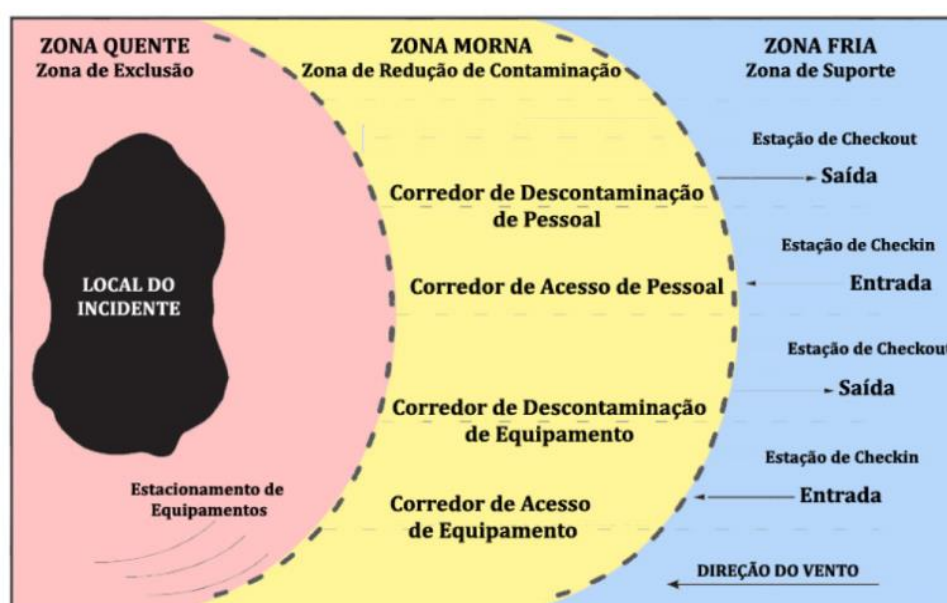 ZONA QUENTE
Zona de Exclusão
ZONA MORNA
Zona de Redução de Contaminação
ZONA FRIA
Zona de Suporte
Estação de Checkout
Saída
Corredor de Descontaminação
de Pessoal
Estação de Checkin
Entrada
Corredor de Acesso de Pessoal
LOCAL DO
INCIDENTE
Estação de Checkout
Saída
Corredor de Descontaminação
de Equipamento
Estação de Checkin
Entrada
Estacionamento de
Equipamentos
Corredor de Acesso
de Equipamento
DIREÇÃO DO VENTO